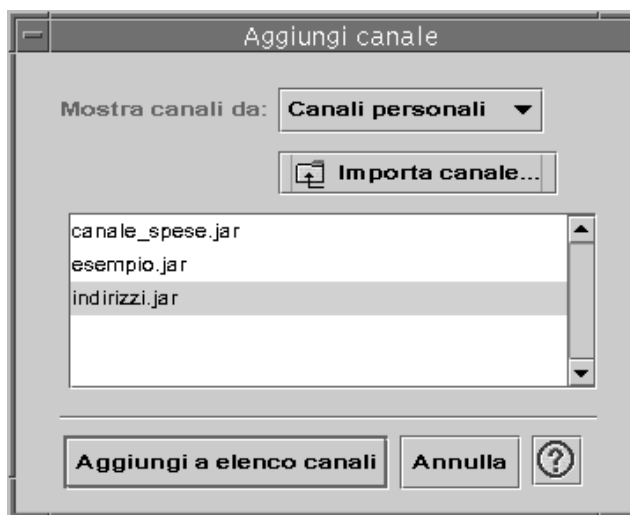 Aggiungi canale
Mostra canali da: Canali personali
Importa canale...
canale_spese.jar
esempio.jar
indirizzi.jar
Aggiungi a elenco canali Annulla ?